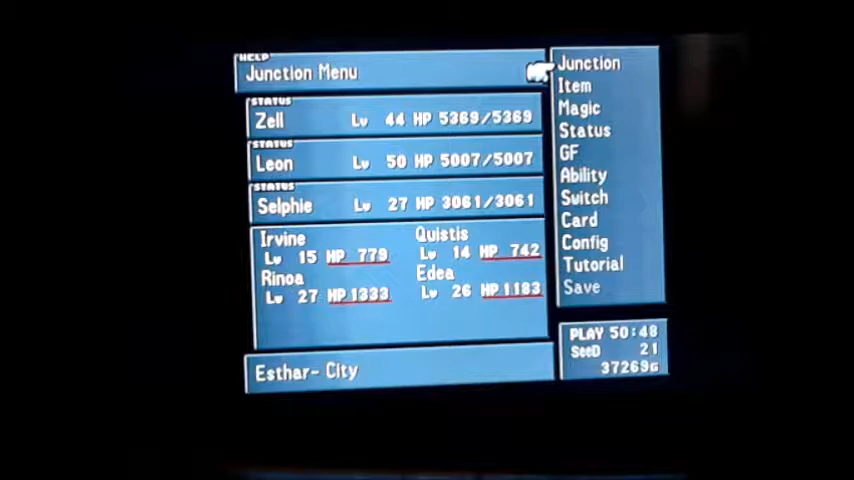 HELP
Junction Menu
STATUS
Zell Lv 44 HP 5369/5369
STATUS
Leon Lv 50 HP 5007/5007
STATUS
Selphie Lv 27 HP 3061/3061
Irvine
Lv 15 HP 779
Quistis
Lv 14 HP 742
Rinoa
Lv 27 HP 1333
Edea
Lv 26 HP 1183
Esthar- City
Junction
Item
Magic
Status
GF
Ability
Switch
Card
Config
Tutorial
Save
PLAY 50:48
SeeD 21
37269G